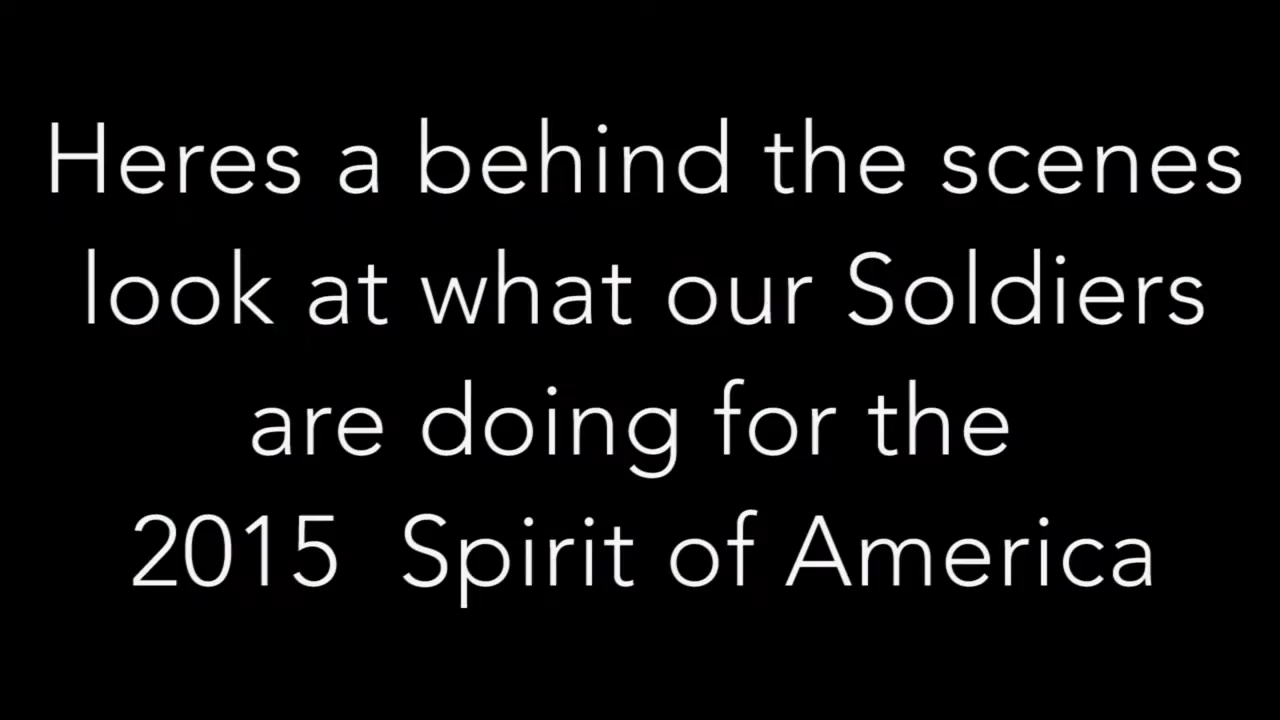 Heres a behind the scenes
look at what our Soldiers
are doing for the
2015  Spirit of America